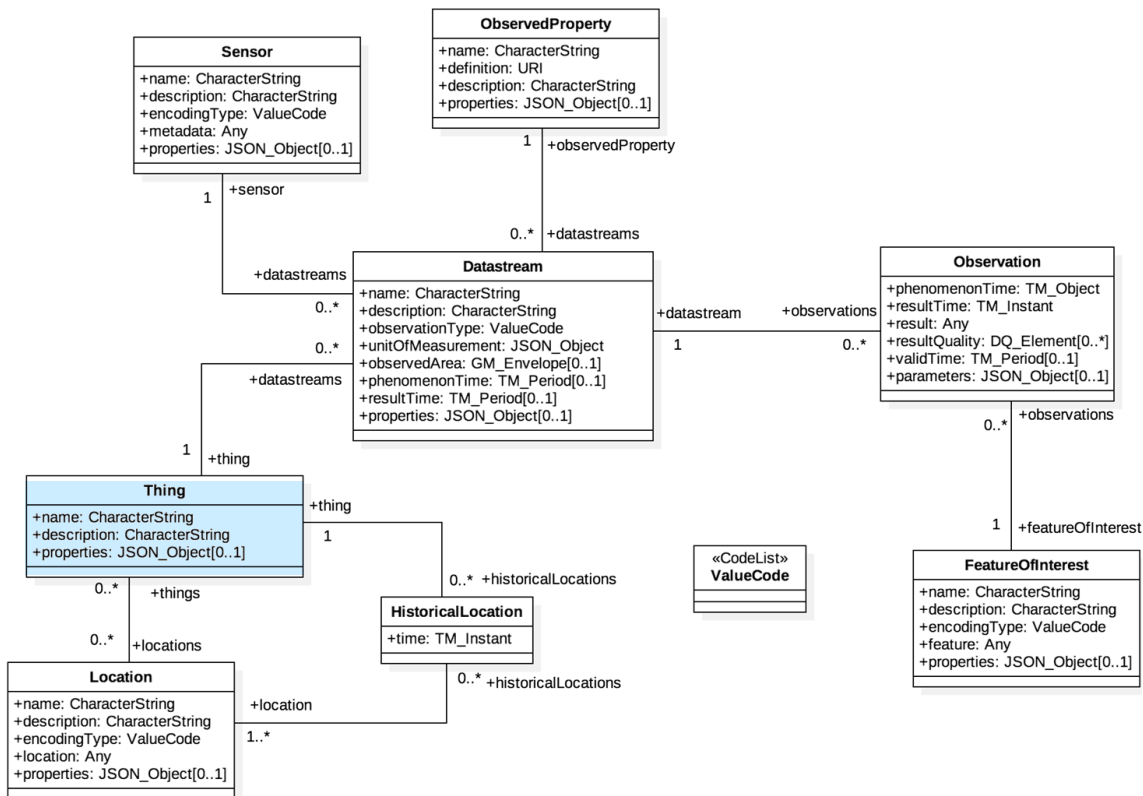 ObservedProperty
+name: CharacterString
+definition: URI
+description: CharacterString
+properties: JSON_Object[0..1]
Sensor
+name: CharacterString
+description: CharacterString
+encodingType: ValueCode
+metadata: Any
+properties: JSON_Object[0..1]
1
+observedProperty
1
+sensor
0..*
+datastreams
+datastreams
0..*
Datastream
+name: CharacterString
+description: CharacterString
+observationType: ValueCode
+unitOfMeasurement: JSON_Object
+observedArea: GM_Envelope[0..1]
+phenomenonTime: TM_Period[0..1]
+resultTime: TM_Period[0..1]
+properties: JSON_Object[0..1]
+datastream
1
+observations
0..*
Observation
+phenomenonTime: TM_Object
+resultTime: TM_Instant
+result: Any
+resultQuality: DQ_Element[0..*]
+validTime: TM_Period[0..1]
+parameters: JSON_Object[0..1]
0..*
+datastreams
+observations
0..*
1
+thing
Thing
+name: CharacterString
+description: CharacterString
+properties: JSON_Object[0..1]
+thing
1
1
+featureOfInterest
FeatureOfInterest
+name: CharacterString
+description: CharacterString
+encodingType: ValueCode
+feature: Any
+properties: JSON_Object[0..1]
«CodeList»
ValueCode
0..*
+historicalLocations
HistoricalLocation
+time: TM_Instant
0..*
+historicalLocations
0..*
+things
0..*
+locations
Location
+name: CharacterString
+description: CharacterString
+encodingType: ValueCode
+location: Any
+properties: JSON_Object[0..1]
+location
1..*